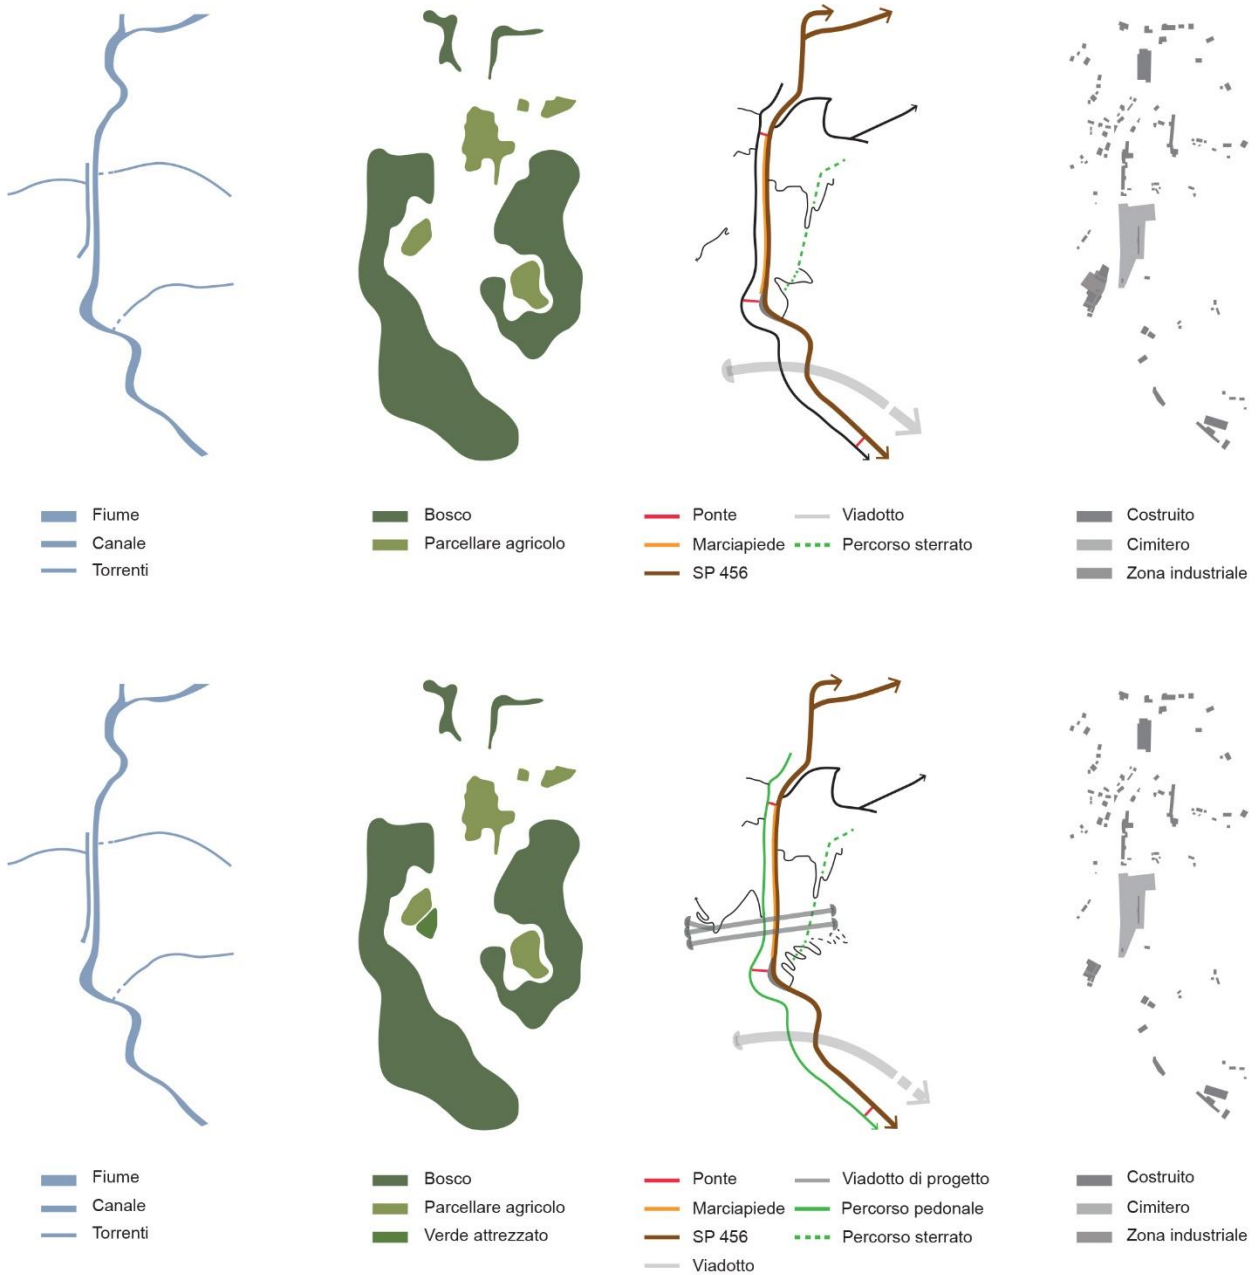 Fiume
Canale
Torrenti
Bosco
Parcellare agricolo
Ponte
Marciapiede
SP 456
Viadotto
Percorso sterrato
Costruito
Cimitero
Zona industriale
Fiume
Canale
Torrenti
Bosco
Parcellare agricolo
Verde attrezzato
Ponte
Marciapiede
SP 456
Viadotto
Viadotto di progetto
Percorso pedonale
Percorso sterrato
Costruito
Cimitero
Zona industriale